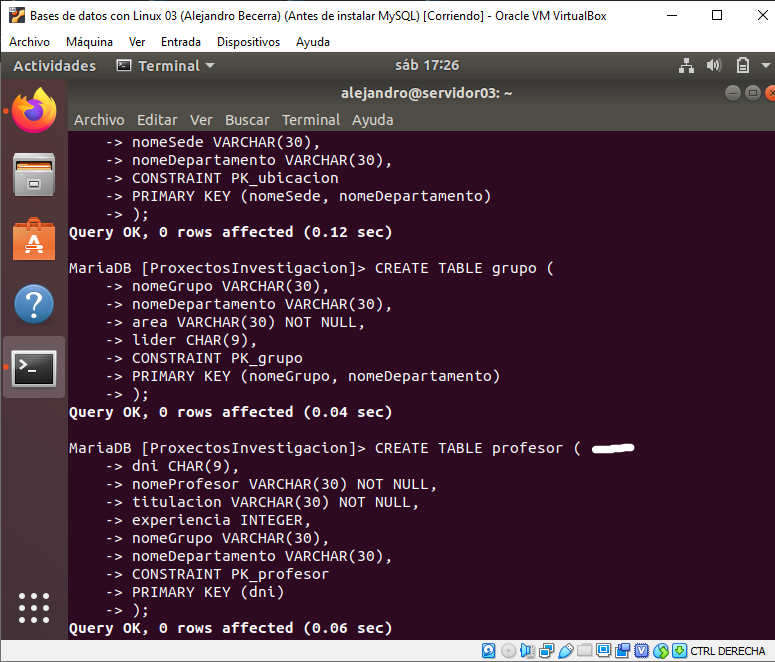 Bases de datos con Linux 03 (Alejandro Becerra) (Antes de instalar MySQL) [Corriendo] - Oracle VM VirtualBox
Archivo Máquina Ver Entrada Dispositivos Ayuda
Actividades Terminal sáb 17:26
alejandro@servidor03: ~
Archivo Editar Ver Buscar Terminal Ayuda
-> nomeSede VARCHAR(30),
-> nomeDepartamento VARCHAR(30),
-> CONSTRAINT PK_ubicacion
-> PRIMARY KEY (nomeSede, nomeDepartamento)
-> );
Query OK, 0 rows affected (0.12 sec)
MariaDB [ProxectosInvestigacion]> CREATE TABLE grupo (
-> nomeGrupo VARCHAR(30),
-> nomeDepartamento VARCHAR(30),
-> area VARCHAR(30) NOT NULL,
-> lider CHAR(9),
-> CONSTRAINT PK_grupo
-> PRIMARY KEY (nomeGrupo, nomeDepartamento)
-> );
Query OK, 0 rows affected (0.04 sec)
MariaDB [ProxectosInvestigacion]> CREATE TABLE profesor (
-> dni CHAR(9),
-> nomeProfesor VARCHAR(30) NOT NULL,
-> titulacion VARCHAR(30) NOT NULL,
-> experiencia INTEGER,
-> nomeGrupo VARCHAR(30),
-> nomeDepartamento VARCHAR(30),
-> CONSTRAINT PK_profesor
-> PRIMARY KEY (dni)
-> );
Query OK, 0 rows affected (0.06 sec)
CTRL DERECHA